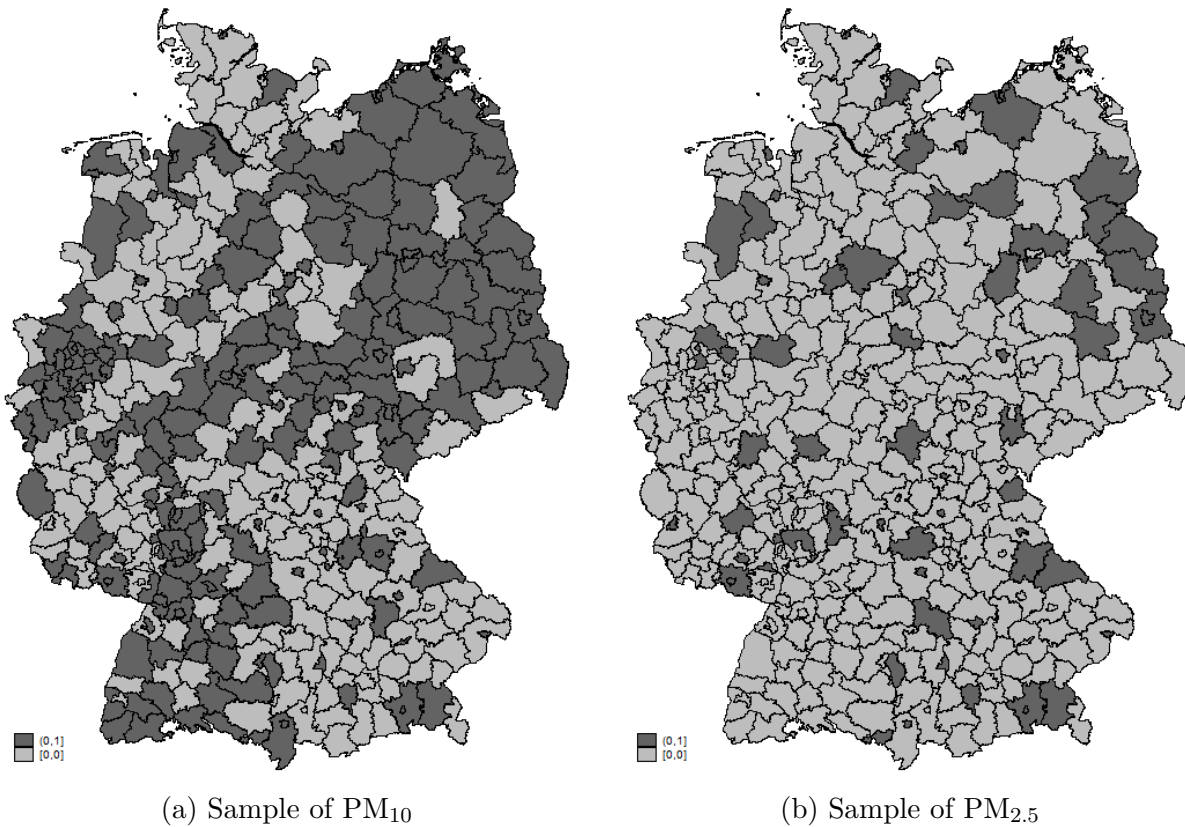 (0,1]
[0,0]
(0,1]
[0,0]
(a) Sample of PM₁₀
(b) Sample of PM₂.₅